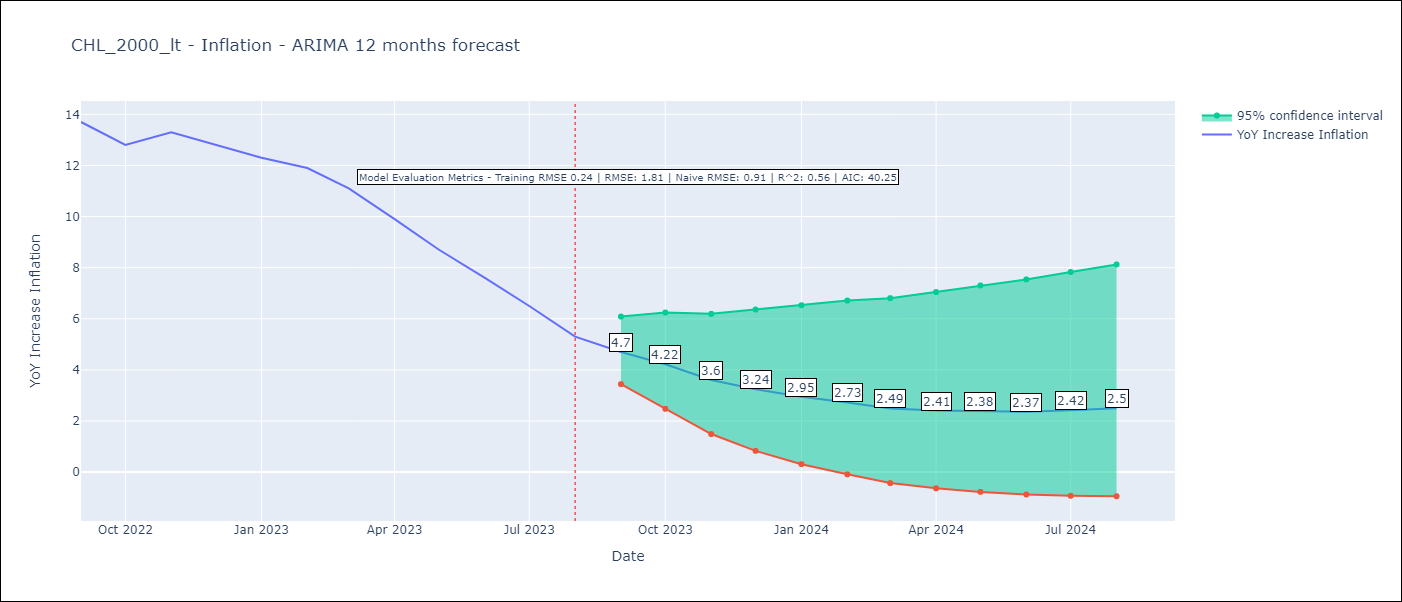 CHL_2000_lt - Inflation - ARIMA 12 months forecast
95% confidence interval
YoY Increase Inflation
Model Evaluation Metrics - Training RMSE 0.24 | RMSE: 1.81 | Naive RMSE: 0.91 | R^2: 0.56 | AIC: 40.25
YoY Increase Inflation
14
12
10
8
6
4
2
0
4.7
4.22
3.6
3.24
2.95
2.73
2.49
2.41
2.38
2.37
2.42
2.5
Oct 2022
Jan 2023
Apr 2023
Jul 2023
Oct 2023
Jan 2024
Apr 2024
Jul 2024
Date